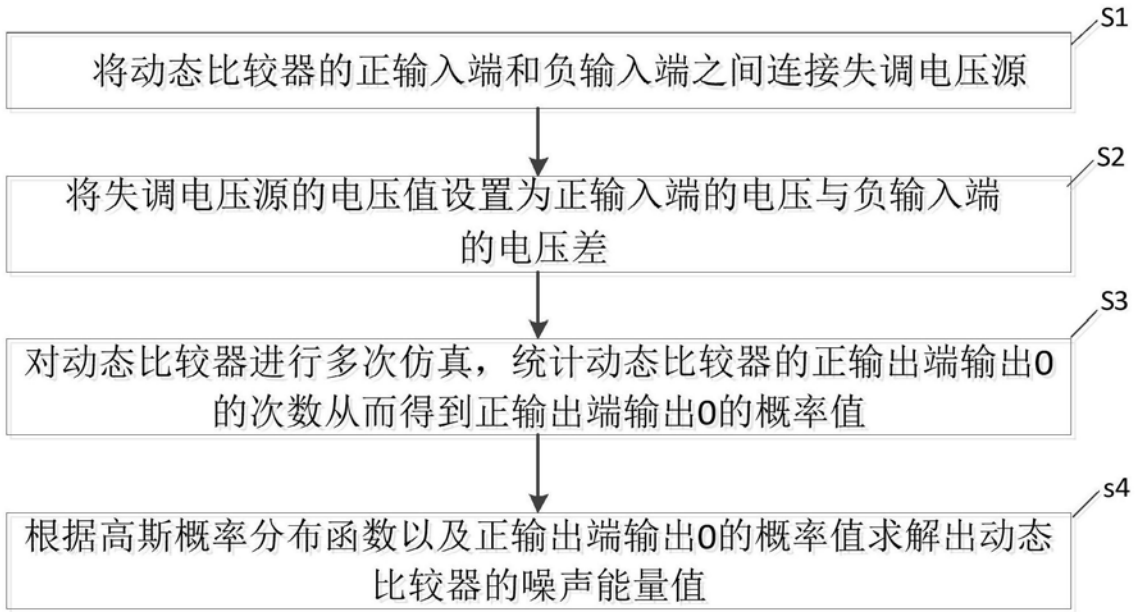 S1
将动态比较器的正输入端和负输入端之间连接失调电压源
S2
将失调电压源的电压值设置为正输入端的电压与负输入端
的电压差
S3
对动态比较器进行多次仿真，统计动态比较器的正输出端输出0
的次数从而得到正输出端输出0的概率值
s4
根据高斯概率分布函数以及正输出端输出0的概率值求解出动态
比较器的噪声能量值